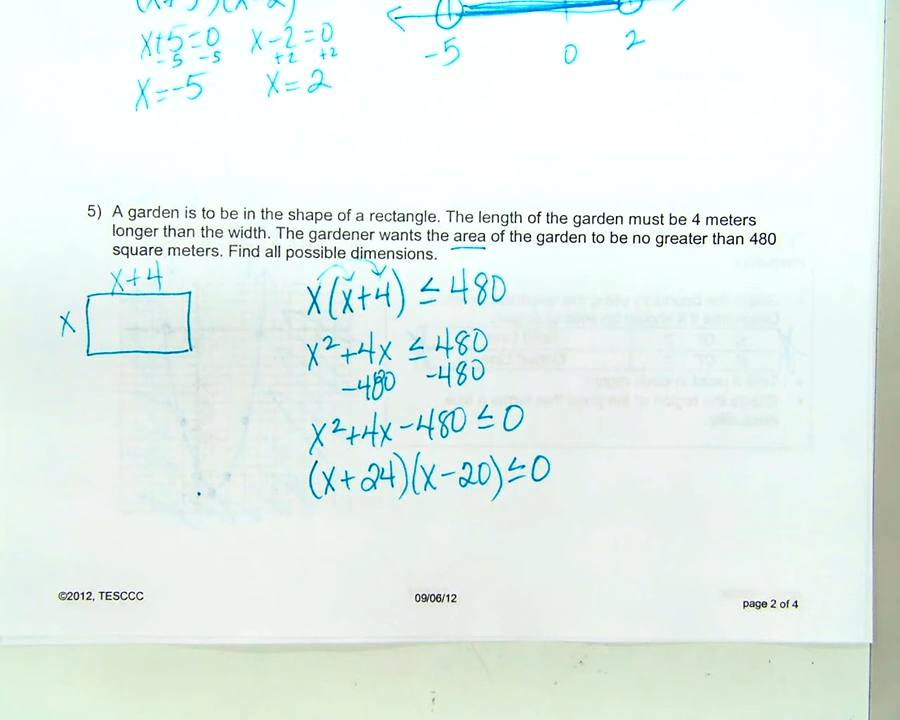 x+5=0 x-2=0
-5 -5 +2 +2
x=-5 x=2
-5 0 2
5) A garden is to be in the shape of a rectangle. The length of the garden must be 4 meters
longer than the width. The gardener wants the area of the garden to be no greater than 480
square meters. Find all possible dimensions.
x+4
x
x(x+4) ≤ 480
x²+4x ≤ 480
-480 -480
x²+4x-480 ≤ 0
(x+24)(x-20) ≤ 0
©2012, TESCCC 09/06/12 page 2 of 4